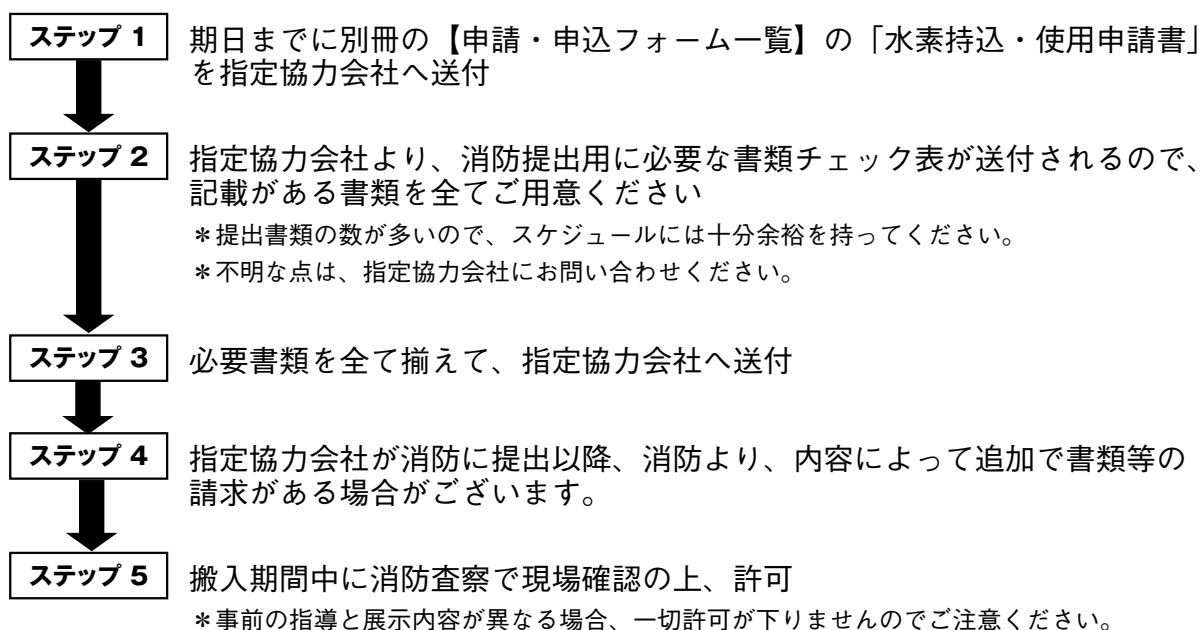 ステップ 1
期日までに別冊の【申請・申込フォーム一覧】の「水素持込・使用申請書」
を指定協力会社へ送付
ステップ 2
指定協力会社より、消防提出用に必要な書類チェック表が送付されるので、
記載がある書類を全てご用意ください
＊提出書類の数が多いので、スケジュールには十分余裕を持ってください。
＊不明な点は、指定協力会社にお問い合わせください。
ステップ 3
必要書類を全て揃えて、指定協力会社へ送付
ステップ 4
指定協力会社が消防に提出以降、消防より、内容によって追加で書類等の
請求がある場合がございます。
ステップ 5
搬入期間中に消防査察で現場確認の上、許可
＊事前の指導と展示内容が異なる場合、一切許可が下りませんのでご注意ください。